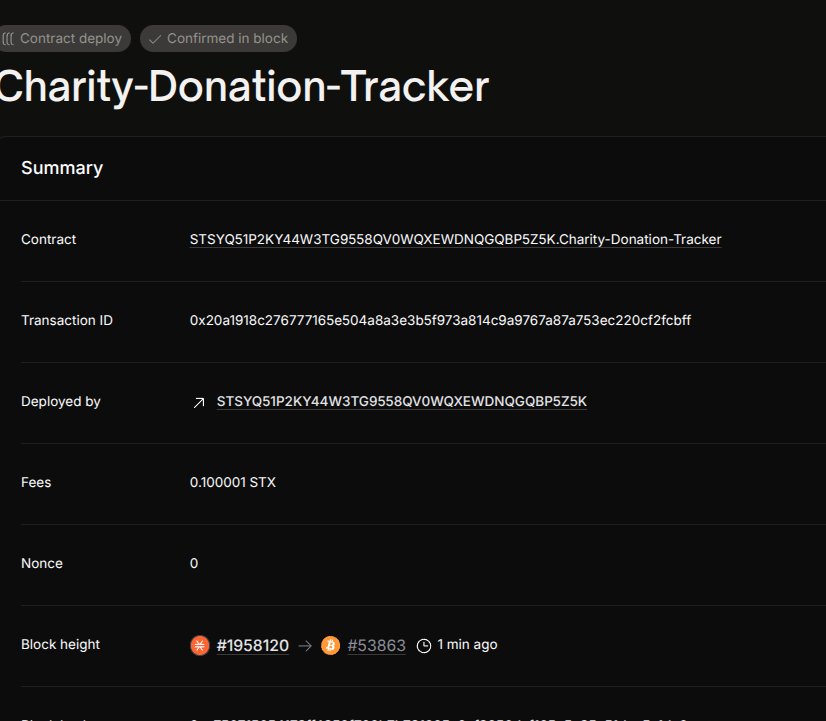 Contract deploy Confirmed in block
Charity-Donation-Tracker
Summary
Contract STSYQ51P2KY44W3TG9558QV0WQXEWDNQGQBP5Z5K.Charity-Donation-Tracker
Transaction ID 0x20a1918c276777165e504a8a3e3b5f973a814c9a9767a87a753ec220cf2fcbff
Deployed by STSYQ51P2KY44W3TG9558QV0WQXEWDNQGQBP5Z5K
Fees 0.100001 STX
Nonce 0
Block height #1958120 → #53863 1 min ago